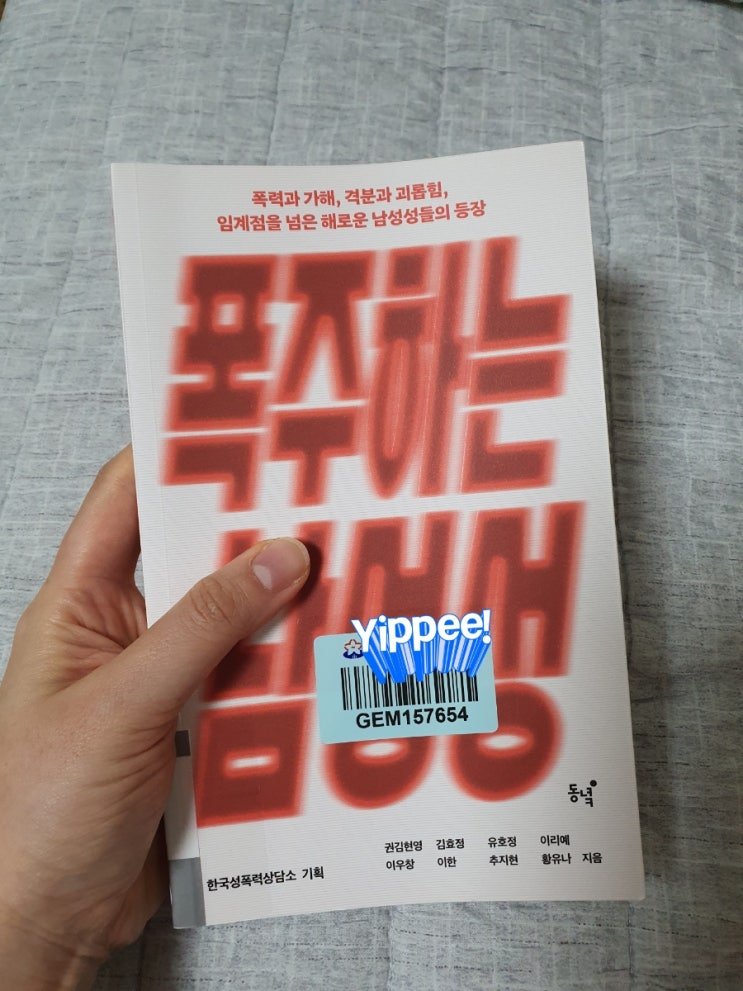 폭력과 가해, 격분과 괴롭힘,
임계점을 넘은 해로운 남성성들의 등장
폭주하는
남성성
Yippee!
GEM157654
동녘
권김현영 김효정 유호정 이리예
이우창 이한 추지현 황유나 지음
한국성폭력상담소 기획